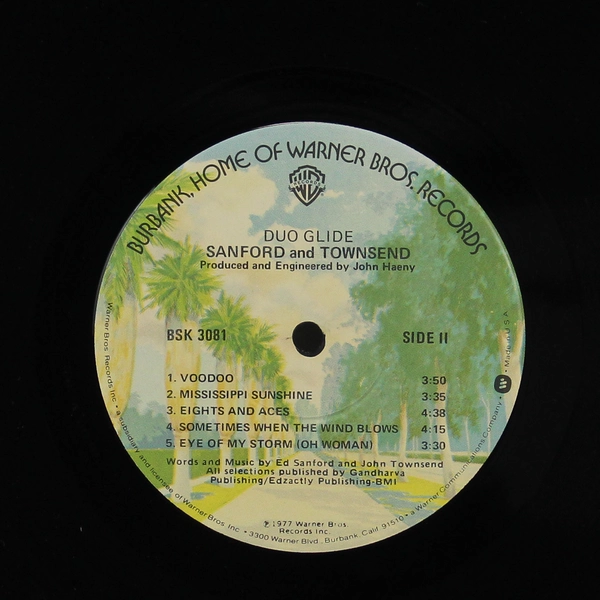 BURBANK, HOME OF WARNER BROS. RECORDS
RECORDS
DUO GLIDE
SANFORD and TOWNSEND
Produced and Engineered by John Haeny
BSK 3081 SIDE II
1. VOODOO 3:50
2. MISSISSIPPI SUNSHINE 3:35
3. EIGHTS AND ACES 4:38
4. SOMETIMES WHEN THE WIND BLOWS 4:15
5. EYE OF MY STORM (OH WOMAN) 3:30
Words and Music by Ed Sanford and John Townsend
All selections published by Gandharva
Publishing/Edzactly Publishing-BMI
℗ 1977 Warner Bros.
Records Inc.
Warner Bros. Records Inc. • a subsidiary and licensee of Warner Bros. Inc. • 3300 Warner Blvd., Burbank, Calif. 91510 • a Warner Communications Company • Made in U.S.A.